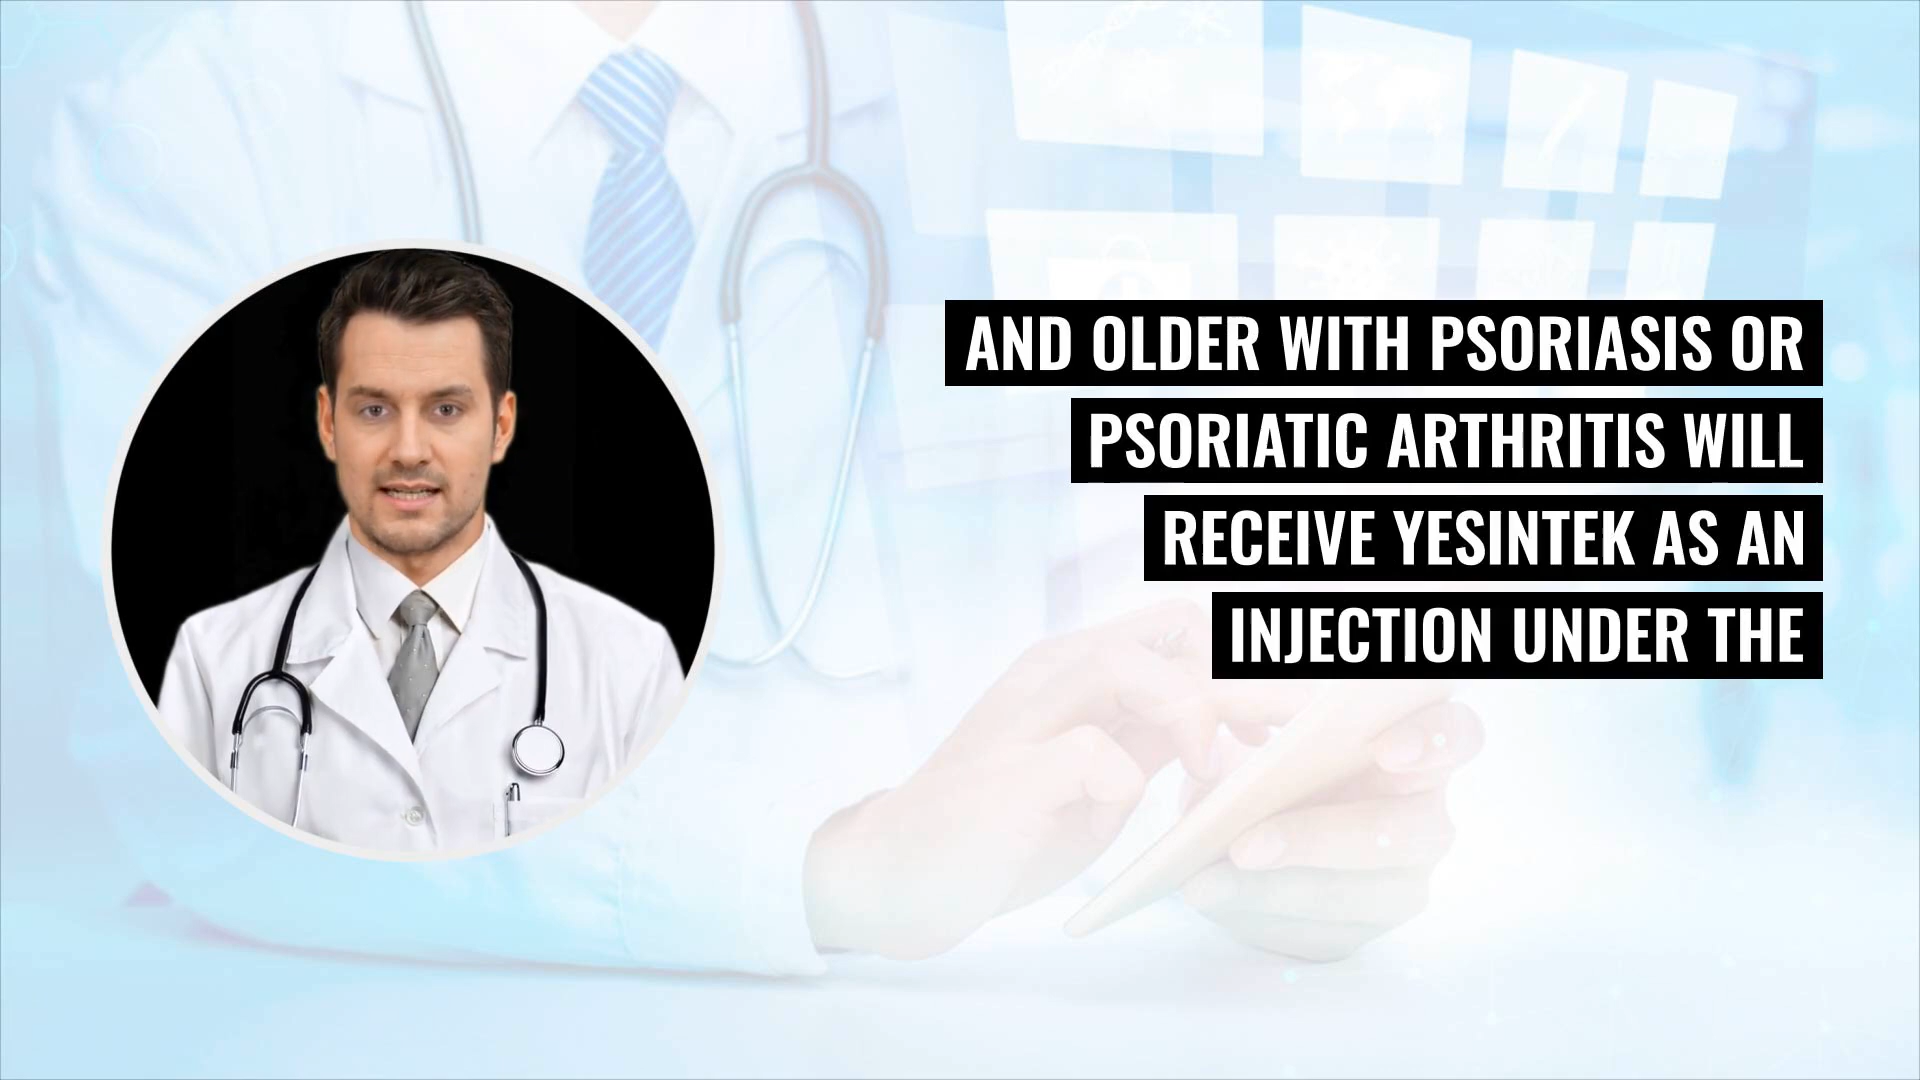 AND OLDER WITH PSORIASIS OR
PSORIATIC ARTHRITIS WILL
RECEIVE YESINTEK AS AN
INJECTION UNDER THE